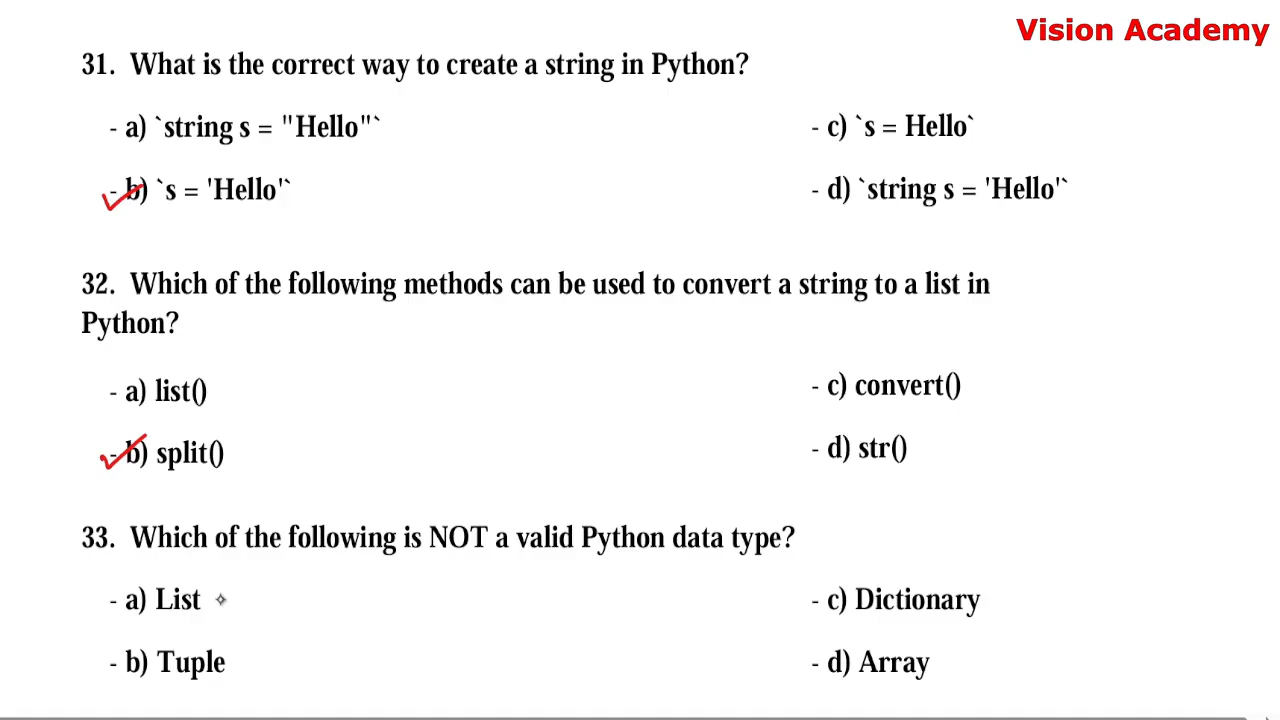 Vision Academy
31. What is the correct way to create a string in Python?
- a) `string s = "Hello"`
- c) `s = Hello`
- b) `s = 'Hello'`
- d) `string s = 'Hello'`
32. Which of the following methods can be used to convert a string to a list in
Python?
- a) list()
- c) convert()
- b) split()
- d) str()
33. Which of the following is NOT a valid Python data type?
- a) List
- c) Dictionary
- b) Tuple
- d) Array